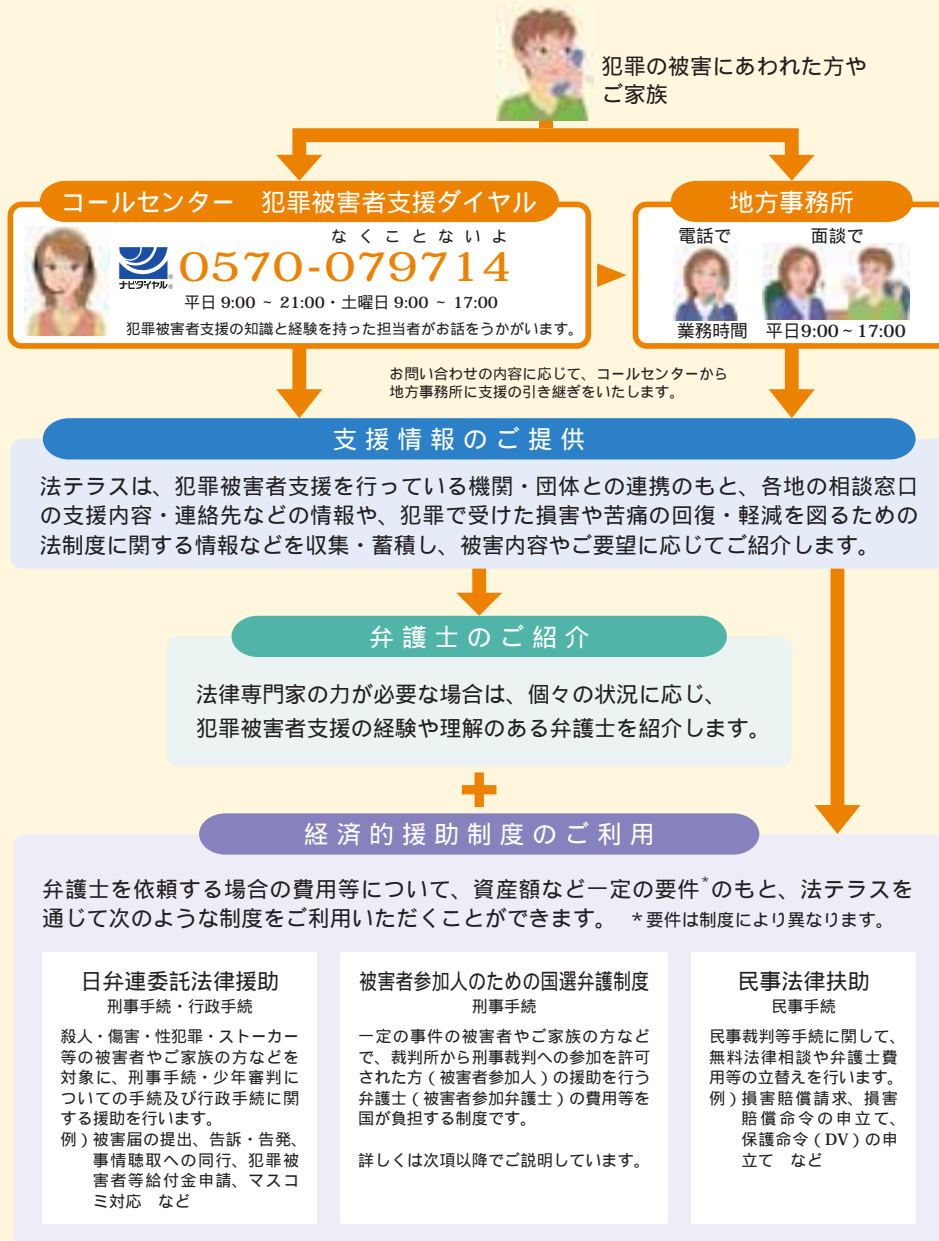 犯罪の被害にあわれた方や
ご家族
コールセンター　犯罪被害者支援ダイヤル
なくことないよ
ナビダイヤル®
0570-079714
平日 9:00 ~ 21:00・土曜日 9:00 ~ 17:00
犯罪被害者支援の知識と経験を持った担当者がお話をうかがいます。
地方事務所
電話で　面談で
業務時間　平日9:00 ~ 17:00
お問い合わせの内容に応じて、コールセンターから
地方事務所に支援の引き継ぎをいたします。
支援情報のご提供
法テラスは、犯罪被害者支援を行っている機関・団体との連携のもと、各地の相談窓口
の支援内容・連絡先などの情報や、犯罪で受けた損害や苦痛の回復・軽減を図るための
法制度に関する情報などを収集・蓄積し、被害内容やご要望に応じてご紹介します。
弁護士のご紹介
法律専門家の力が必要な場合は、個々の状況に応じ、
犯罪被害者支援の経験や理解のある弁護士を紹介します。
経済的援助制度のご利用
弁護士を依頼する場合の費用等について、資産額など一定の要件*のもと、法テラスを
通じて次のような制度をご利用いただくことができます。　*要件は制度により異なります。
日弁連委託法律援助
刑事手続・行政手続
殺人・傷害・性犯罪・ストーカー
等の被害者やご家族の方などを
対象に、刑事手続・少年審判に
ついての手続及び行政手続に関
する援助を行います。
例）被害届の提出、告訴・告発、
事情聴取への同行、犯罪被
害者等給付金申請、マスコ
ミ対応　など
被害者参加人のための国選弁護制度
刑事手続
一定の事件の被害者やご家族の方など
で、裁判所から刑事裁判への参加を許可
された方（被害者参加人）の援助を行う
弁護士（被害者参加弁護士）の費用等を
国が負担する制度です。
詳しくは次項以降でご説明しています。
民事法律扶助
民事手続
民事裁判等手続に関して、
無料法律相談や弁護士費
用等の立替えを行います。
例）損害賠償請求、損害
賠償命令の申立て、
保護命令（DV）の申
立て　など